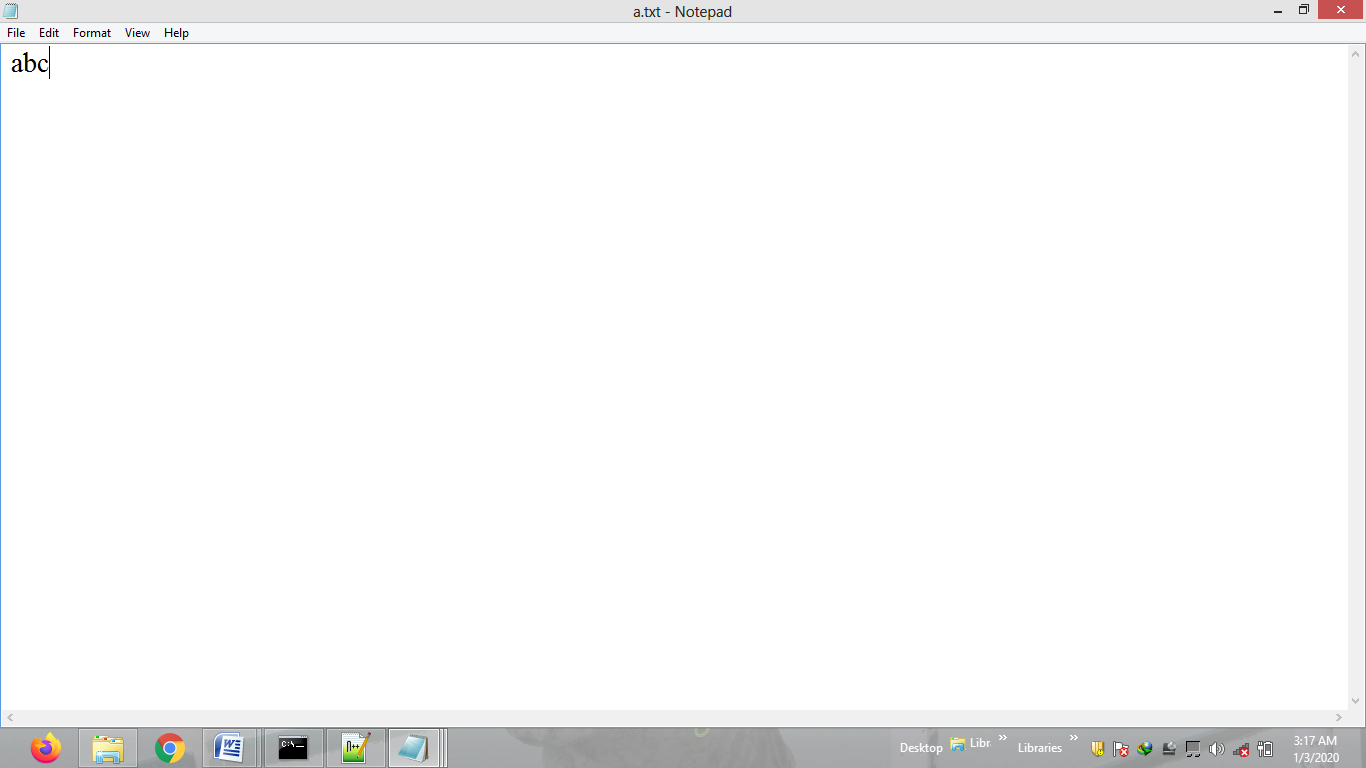 a.txt - Notepad
File Edit Format View Help
abc
Desktop Libr » Libraries » 3:17 AM
1/3/2020